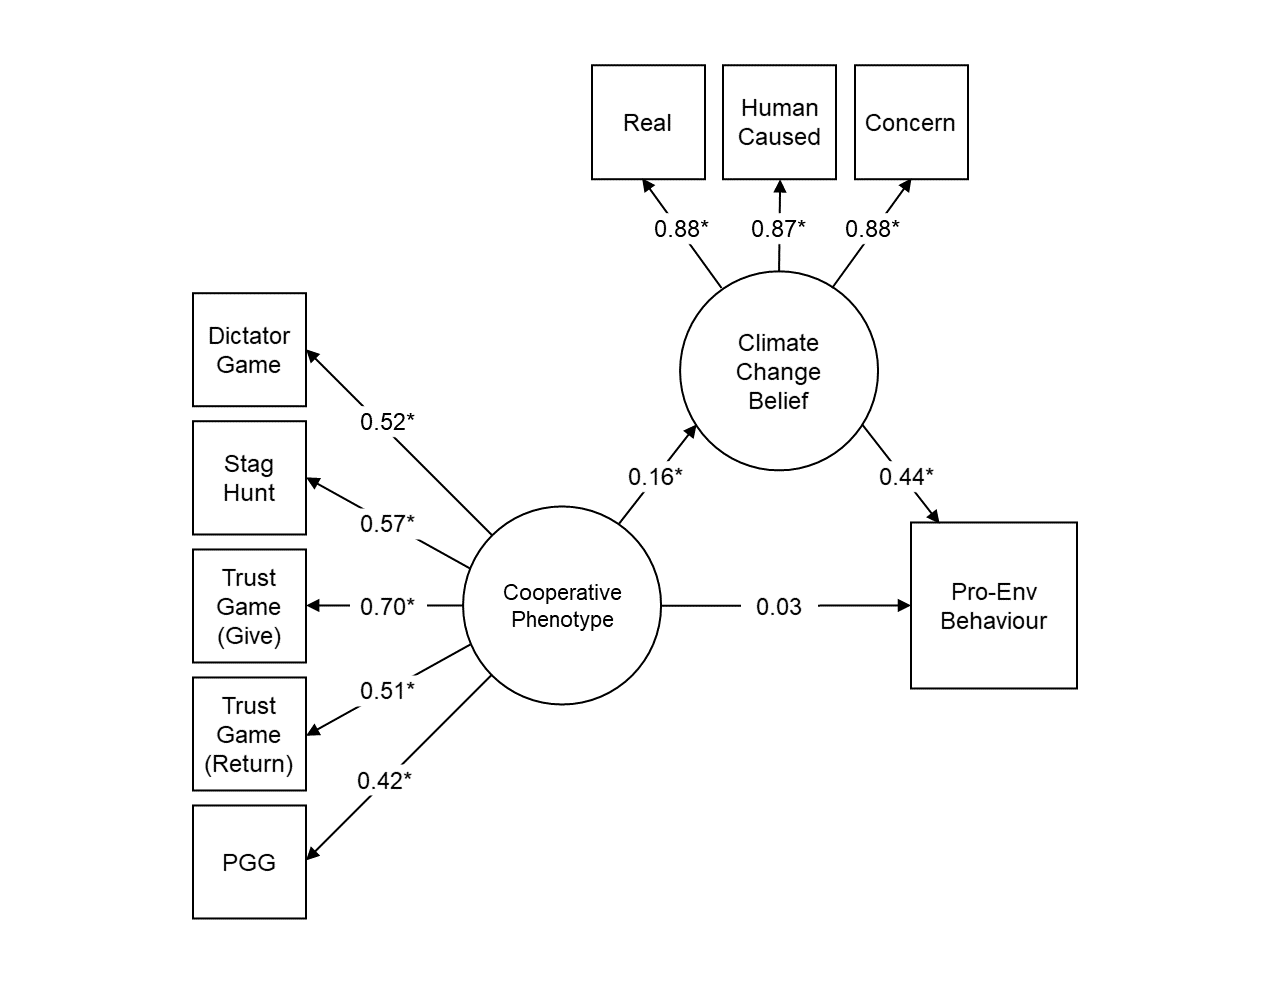 Real
Human
Caused
Concern
0.88*
0.87*
0.88*
Climate
Change
Belief
Dictator
Game
0.52*
Stag
Hunt
0.57*
0.16*
0.44*
Trust
Game
(Give)
0.70*
Cooperative
Phenotype
0.03
Pro-Env
Behaviour
Trust
Game
(Return)
0.51*
0.42*
PGG